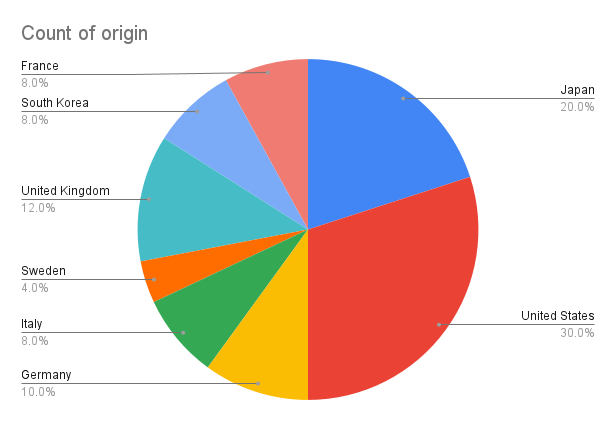 Count of origin
France
8.0%
South Korea
8.0%
United Kingdom
12.0%
Sweden
4.0%
Italy
8.0%
Germany
10.0%
Japan
20.0%
United States
30.0%